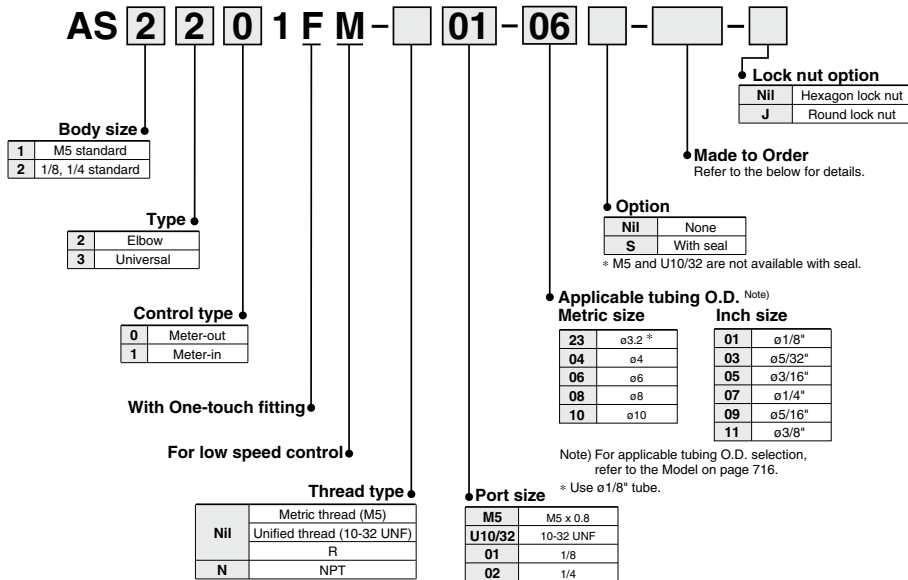 AS 2 2 0 1 F M – 01 – 06 – –
Lock nut option
Nil Hexagon lock nut
J Round lock nut
Body size
1 M5 standard
2 1/8, 1/4 standard
Made to Order
Refer to the below for details.
Type
2 Elbow
3 Universal
Option
Nil None
S With seal
* M5 and U10/32 are not available with seal.
Control type
0 Meter-out
1 Meter-in
Applicable tubing O.D. Note)
Metric size
23 ø3.2 *
04 ø4
06 ø6
08 ø8
10 ø10
Inch size
01 ø1/8"
03 ø5/32"
05 ø3/16"
07 ø1/4"
09 ø5/16"
11 ø3/8"
Note) For applicable tubing O.D. selection,
refer to the Model on page 716.
* Use ø1/8" tube.
With One-touch fitting
For low speed control
Thread type
Nil Metric thread (M5)
Unified thread (10-32 UNF)
R
N NPT
Port size
M5 M5 x 0.8
U10/32 10-32 UNF
01 1/8
02 1/4